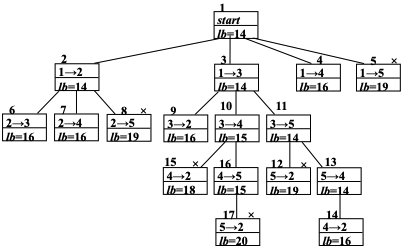 1
start
lb=14
2 3 4 5 ×
1→2 1→3 1→4 1→5
lb=14 lb=14 lb=16 lb=19
6 7 8 × 9 10 11
2→3 2→4 2→5 3→2 3→4 3→5
lb=16 lb=16 lb=19 lb=16 lb=15 lb=14
15 × 16 12 × 13
4→2 4→5 5→2 5→4
lb=18 lb=15 lb=19 lb=14
17 × 14
5→2 4→2
lb=20 lb=16